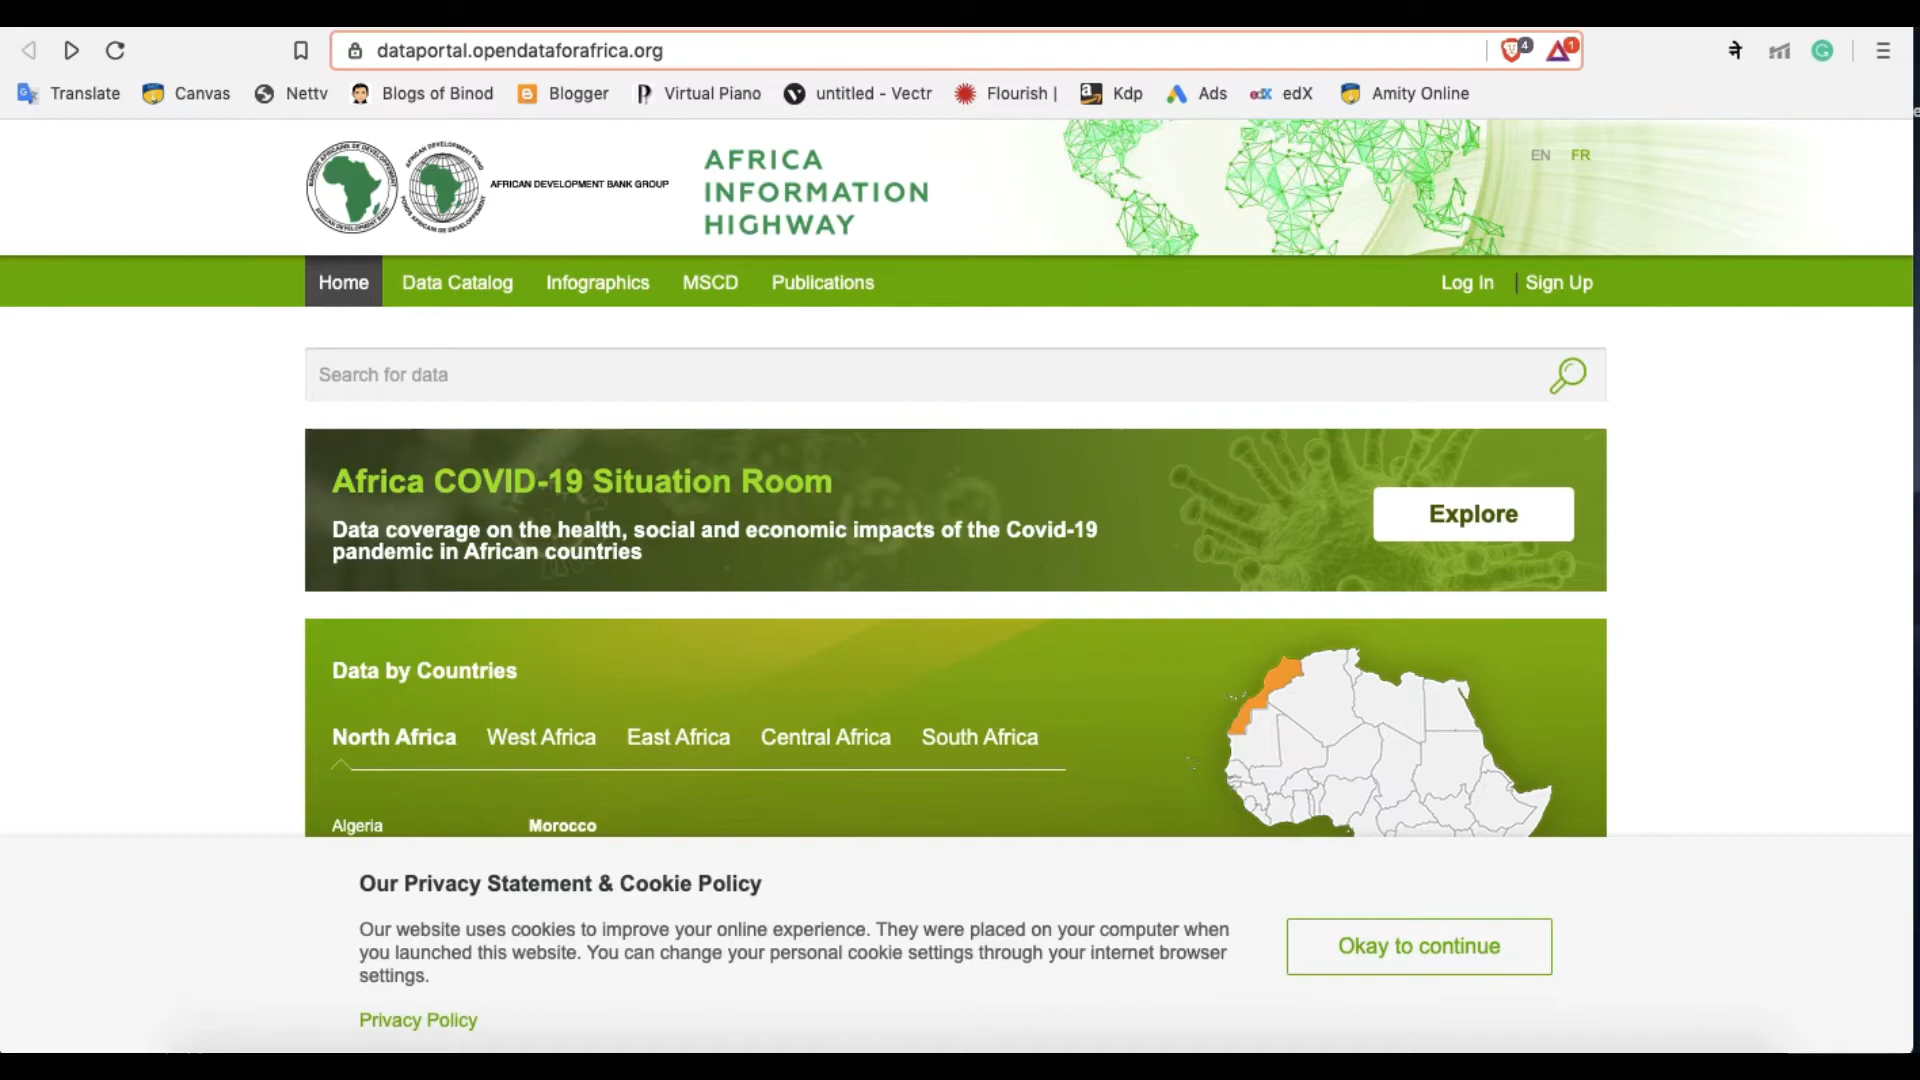 dataportal.opendataforafrica.org
4
1
ने
Translate
Canvas
Nettv
Blogs of Binod
Blogger
Virtual Piano
untitled - Vectr
Flourish |
Kdp
Ads
edX
Amity Online
AFRICAN DEVELOPMENT BANK GROUP
AFRICA
INFORMATION
HIGHWAY
EN FR
Home
Data Catalog
Infographics
MSCD
Publications
Log In | Sign Up
Search for data
Africa COVID-19 Situation Room
Data coverage on the health, social and economic impacts of the Covid-19
pandemic in African countries
Explore
Data by Countries
North Africa
West Africa
East Africa
Central Africa
South Africa
Algeria
Morocco
Our Privacy Statement & Cookie Policy
Our website uses cookies to improve your online experience. They were placed on your computer when
you launched this website. You can change your personal cookie settings through your internet browser
settings.
Okay to continue
Privacy Policy